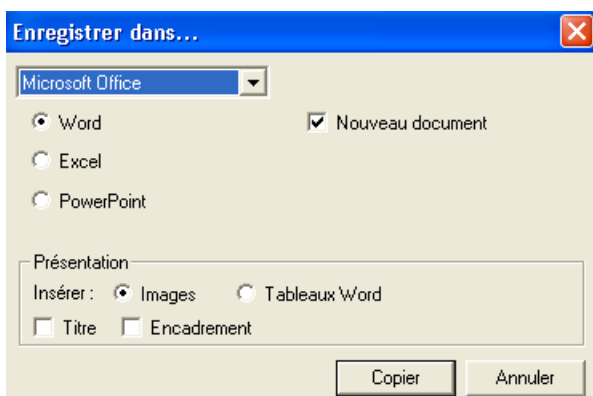 Enregistrer dans...
Microsoft Office
Word Nouveau document
Excel
PowerPoint
Présentation
Insérer : Images Tableaux Word
Titre Encadrement
Copier Annuler